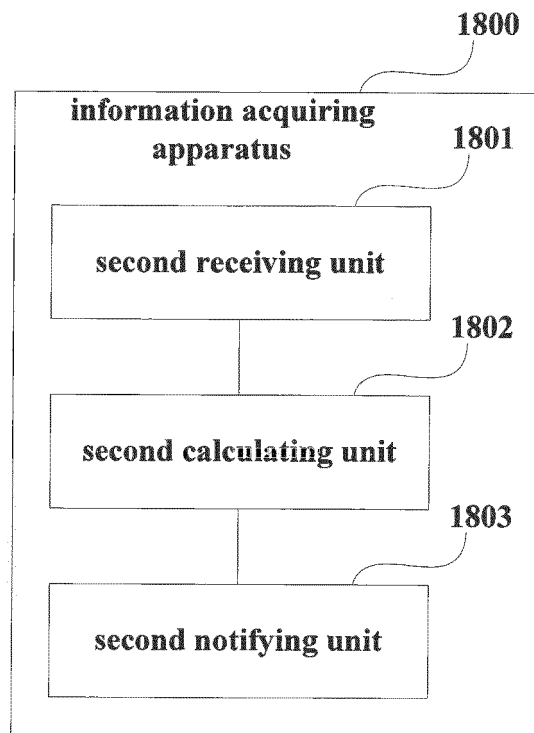 1800
information acquiring
apparatus
1801
second receiving unit
1802
second calculating unit
1803
second notifying unit